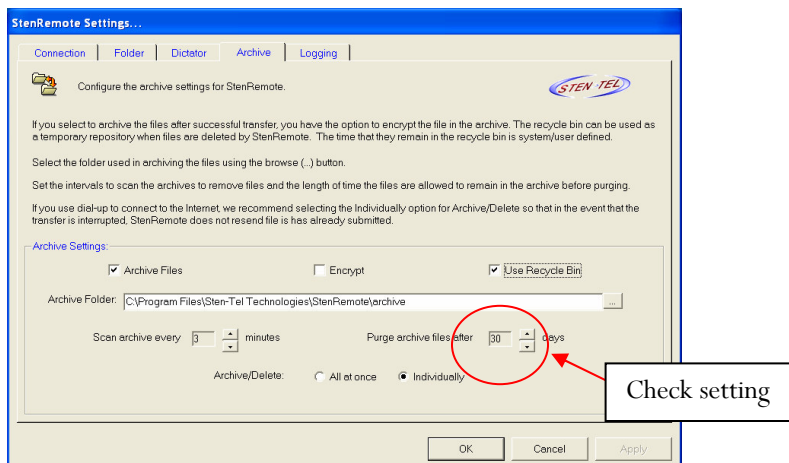 StenRemote Settings...
Connection Folder Dictator Archive Logging
Configure the archive settings for StenRemote.
STEN TEL
If you select to archive the files after successful transfer, you have the option to encrypt the file in the archive. The recycle bin can be used as
a temporary repository when files are deleted by StenRemote. The time that they remain in the recycle bin is system/user defined.
Select the folder used in archiving the files using the browse (...) button.
Set the intervals to scan the archives to remove files and the length of time the files are allowed to remain in the archive before purging.
If you use dial-up to connect to the Internet, we recommend selecting the Individually option for Archive/Delete so that in the event that the
transfer is interrupted, StenRemote does not resend file is has already submitted.
Archive Settings:
Archive Files Encrypt Use Recycle Bin
Archive Folder: C:\Program Files\Sten-Tel Technologies\StenRemote\archive ...
Scan archive every 3 minutes Purge archive files after 30 days
Archive/Delete: All at once Individually
Check setting
OK Cancel Apply